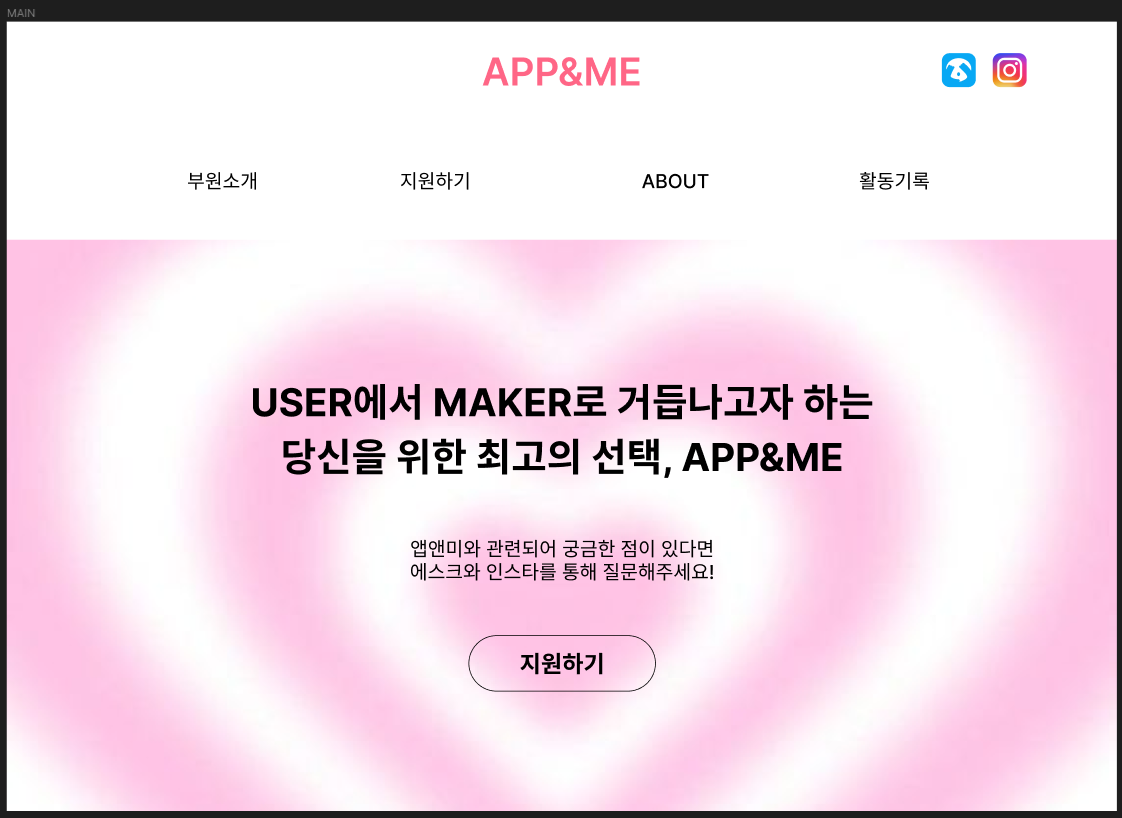 MAIN
APP&ME
부원소개 지원하기 ABOUT 활동기록
USER에서 MAKER로 거듭나고자 하는
당신을 위한 최고의 선택, APP&ME
앱앤미와 관련되어 궁금한 점이 있다면
에스크와 인스타를 통해 질문해주세요!
지원하기